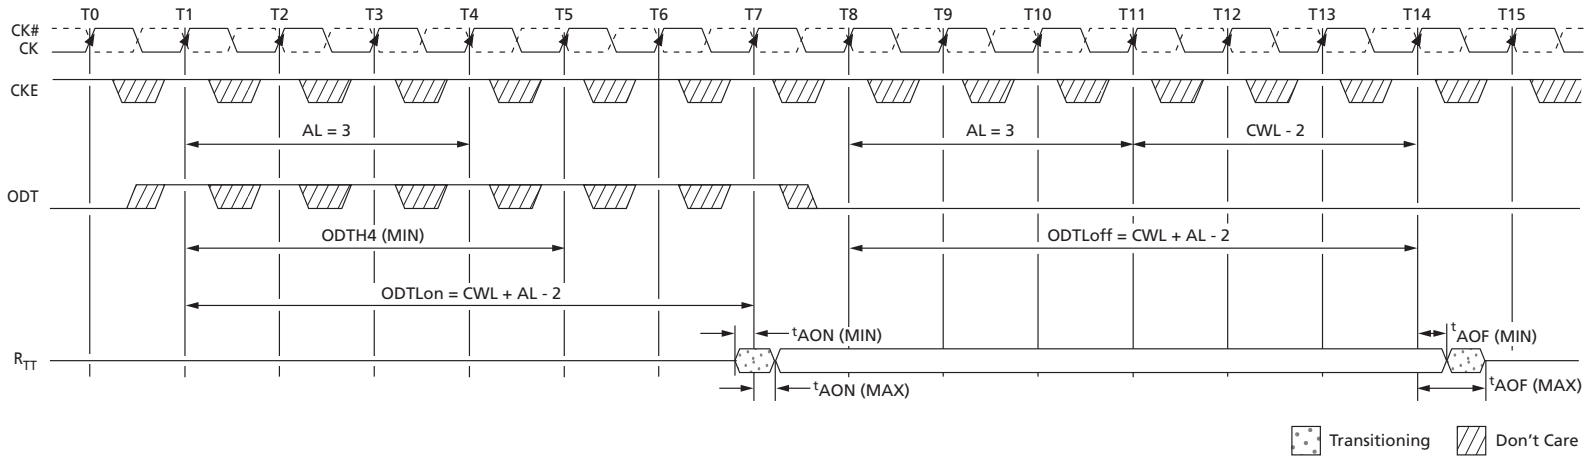 T0 T1 T2 T3 T4 T5 T6 T7 T8 T9 T10 T11 T12 T13 T14 T15
CK#
CK
CKE
AL = 3 AL = 3 CWL - 2
ODT
ODTH4 (MIN) ODTLoff = CWL + AL - 2
ODTLon = CWL + AL - 2
tAON (MIN) tAOF (MIN)
RTT
tAON (MAX) tAOF (MAX)
Transitioning Don't Care